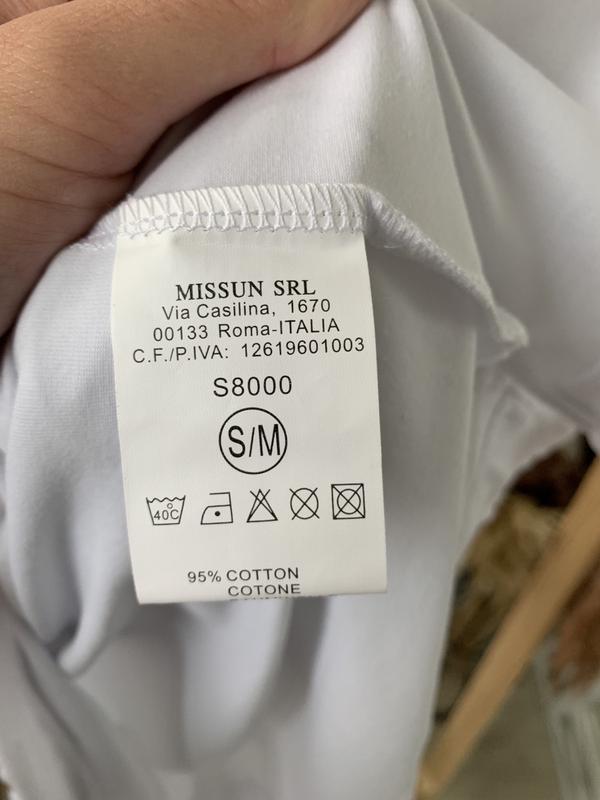 MISSUN SRL
Via Casilina, 1670
00133 Roma-ITALIA
C.F./P.IVA: 12619601003
S8000
S/M
40C
95% COTTON
COTONE